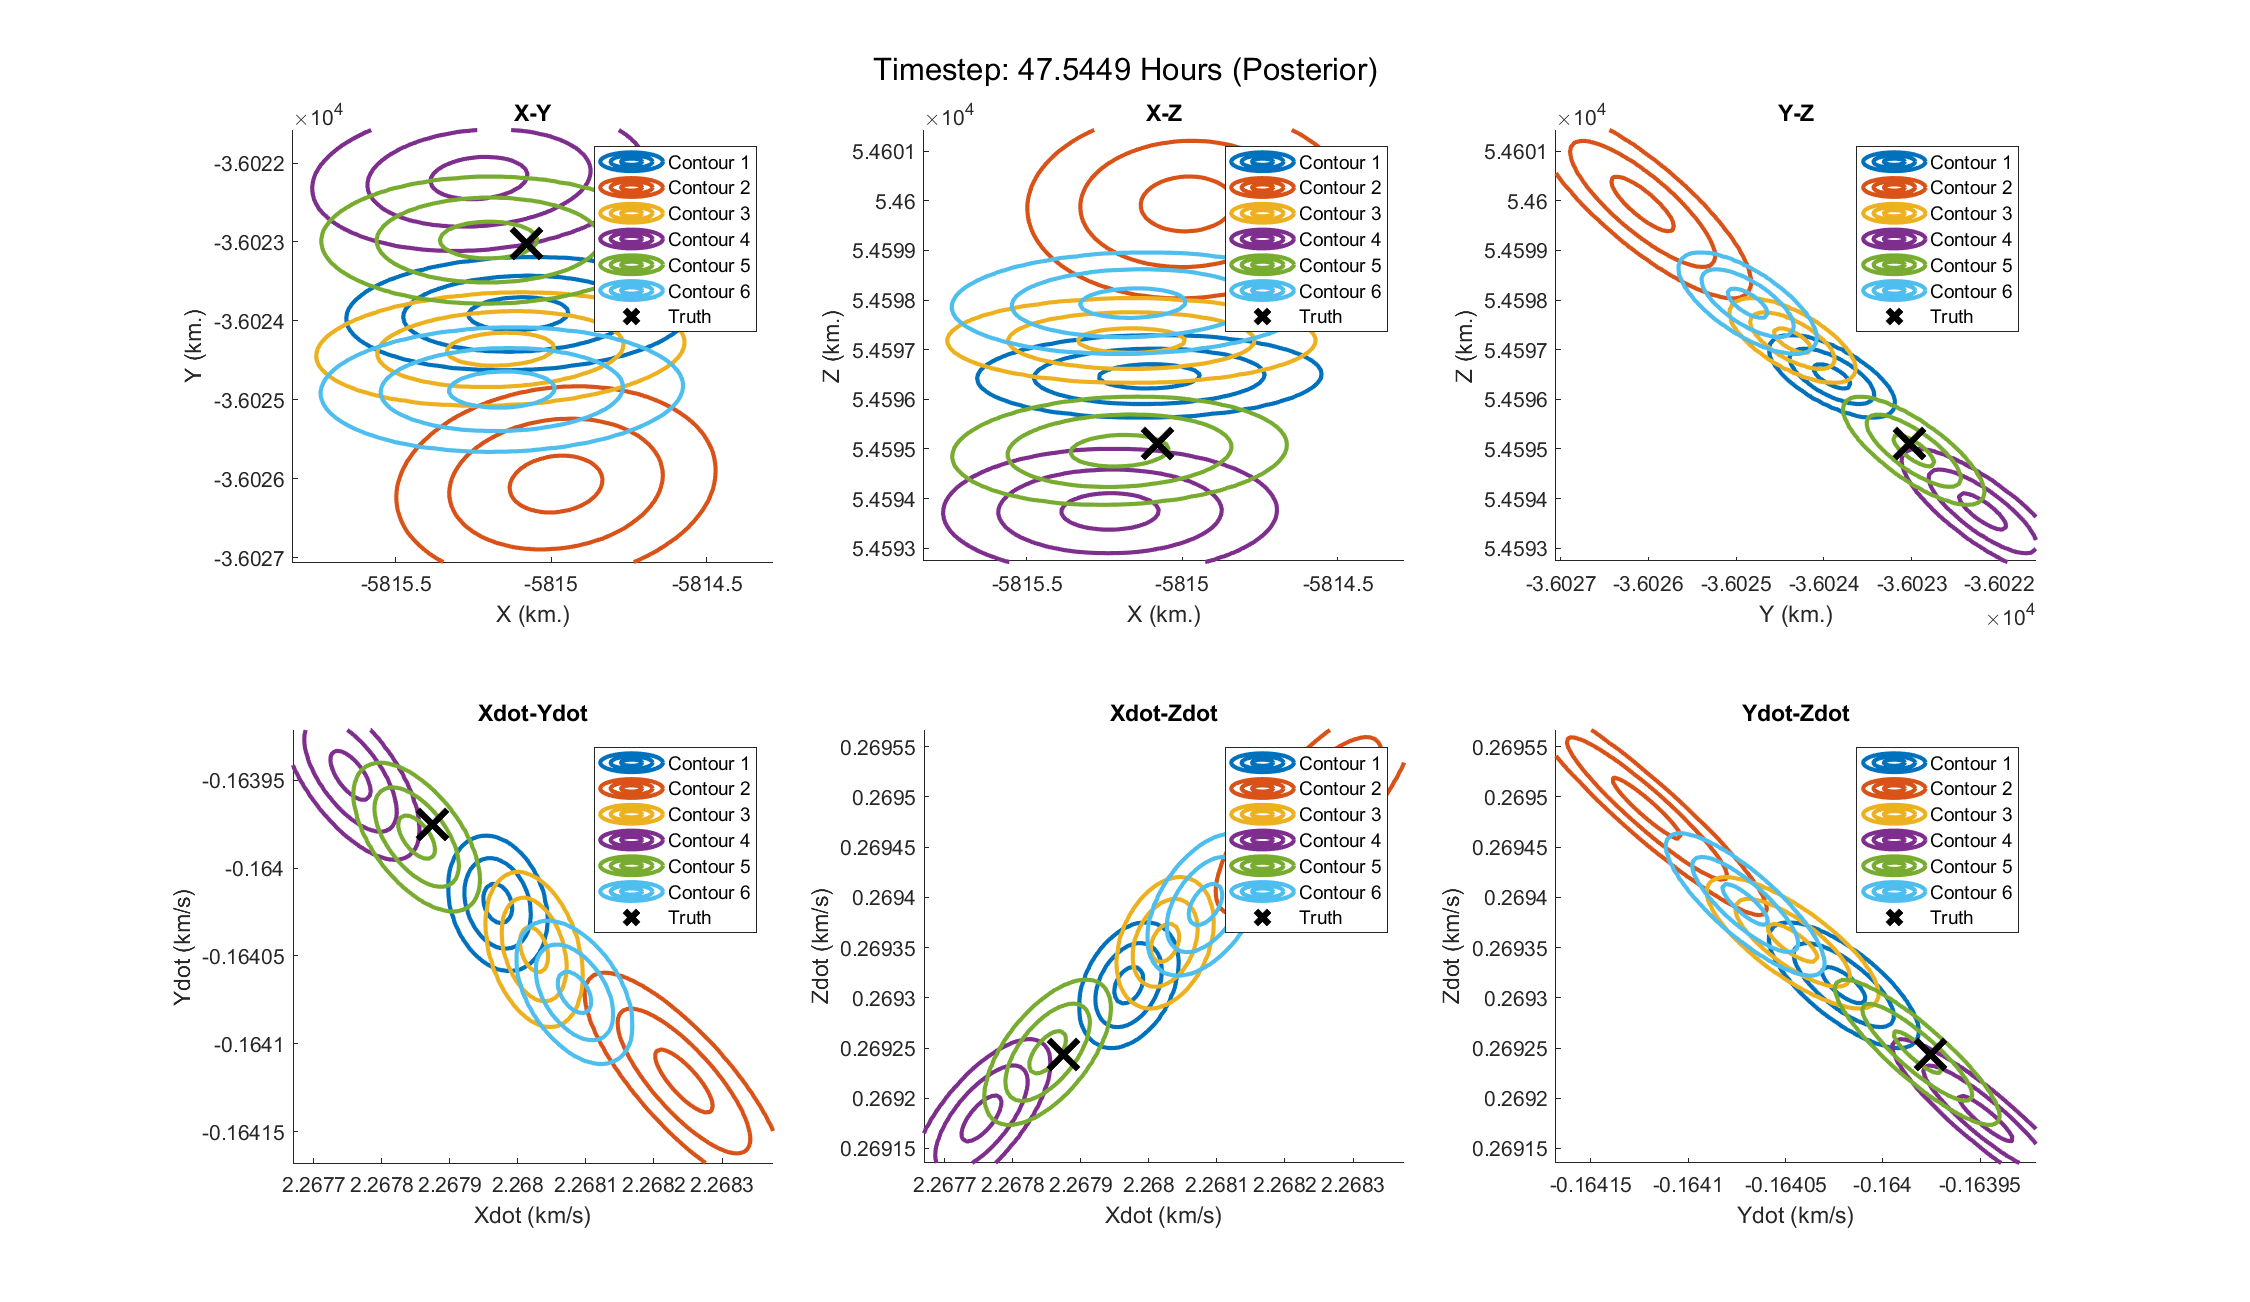 Timestep: 47.5449 Hours (Posterior)
X-Y
×10⁴
-3.6022
-3.6023
-3.6024
-3.6025
-3.6026
-3.6027
Y (km.)
-5815.5
-5815
-5814.5
X (km.)
Contour 1
Contour 2
Contour 3
Contour 4
Contour 5
Contour 6
Truth
X-Z
×10⁴
5.4601
5.46
5.4599
5.4598
5.4597
5.4596
5.4595
5.4594
5.4593
Z (km.)
-5815.5
-5815
-5814.5
X (km.)
Contour 1
Contour 2
Contour 3
Contour 4
Contour 5
Contour 6
Truth
Y-Z
×10⁴
5.4601
5.46
5.4599
5.4598
5.4597
5.4596
5.4595
5.4594
5.4593
Z (km.)
-3.6027 -3.6026 -3.6025 -3.6024 -3.6023 -3.6022
Y (km.)
×10⁴
Contour 1
Contour 2
Contour 3
Contour 4
Contour 5
Contour 6
Truth
Xdot-Ydot
-0.16395
-0.164
-0.16405
-0.1641
-0.16415
Ydot (km/s)
2.2677 2.2678 2.2679 2.268 2.2681 2.2682 2.2683
Xdot (km/s)
Contour 1
Contour 2
Contour 3
Contour 4
Contour 5
Contour 6
Truth
Xdot-Zdot
0.26955
0.2695
0.26945
0.2694
0.26935
0.2693
0.26925
0.2692
0.26915
Zdot (km/s)
2.2677 2.2678 2.2679 2.268 2.2681 2.2682 2.2683
Xdot (km/s)
Contour 1
Contour 2
Contour 3
Contour 4
Contour 5
Contour 6
Truth
Ydot-Zdot
0.26955
0.2695
0.26945
0.2694
0.26935
0.2693
0.26925
0.2692
0.26915
Zdot (km/s)
-0.16415 -0.1641 -0.16405 -0.164 -0.16395
Ydot (km/s)
Contour 1
Contour 2
Contour 3
Contour 4
Contour 5
Contour 6
Truth